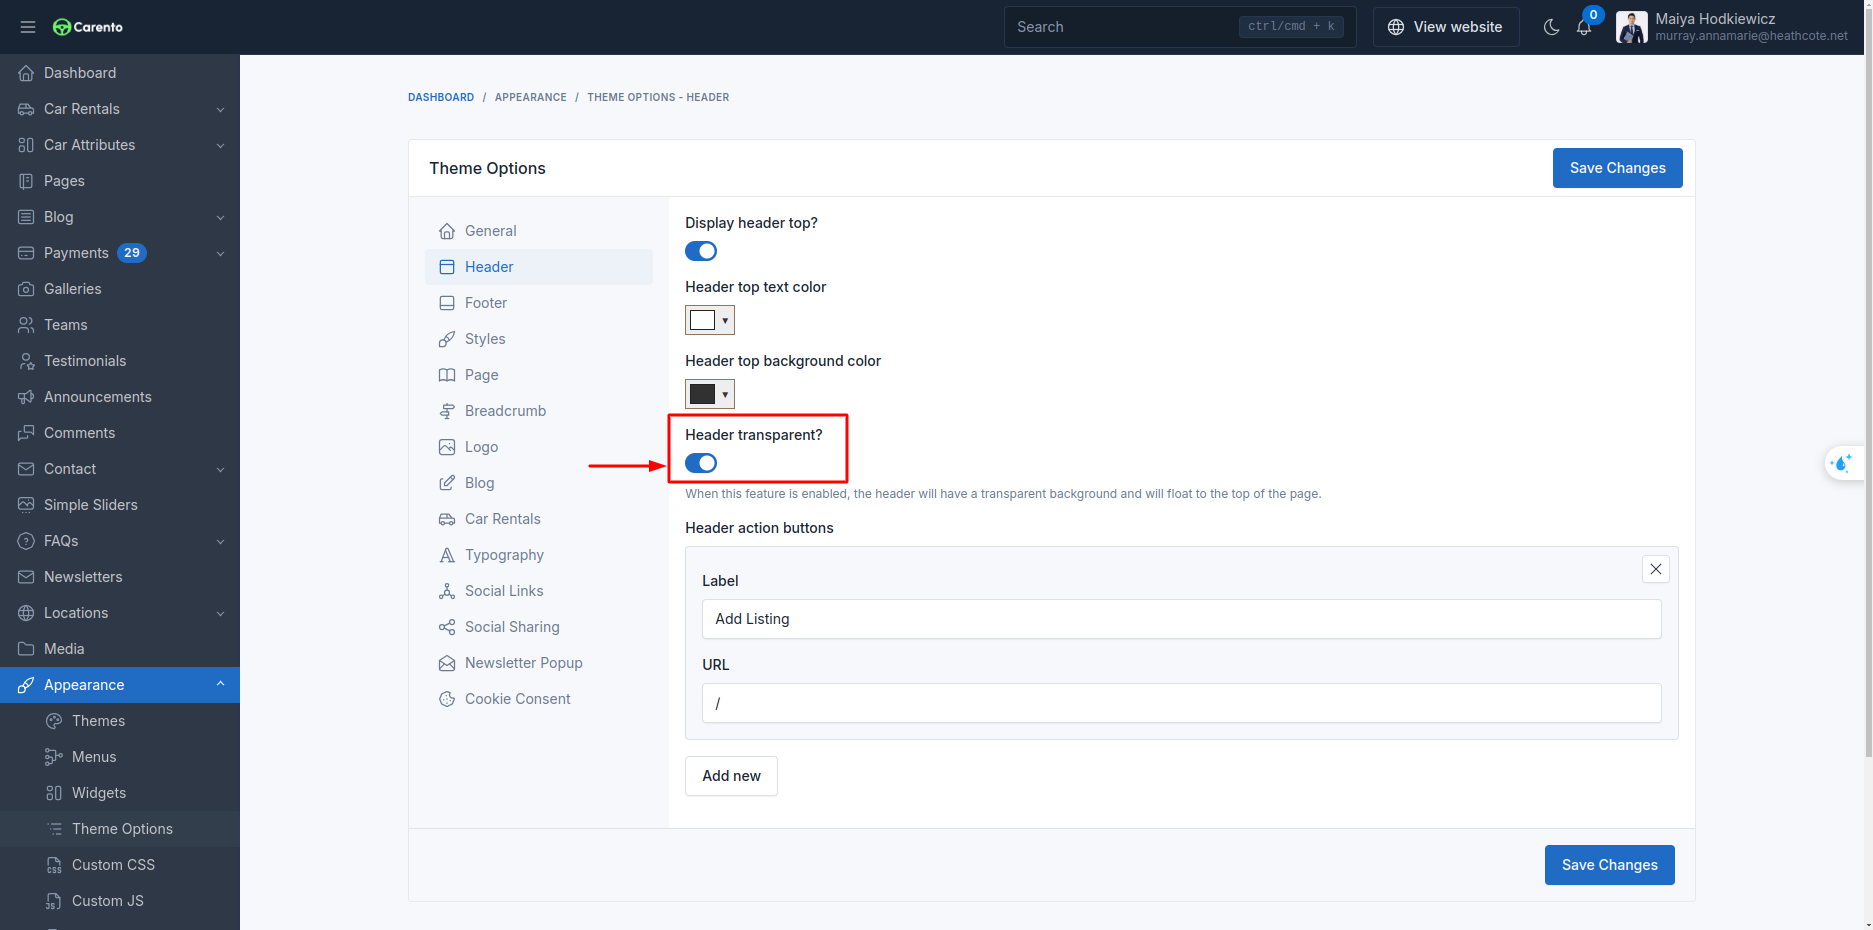 Carento
Search
ctrl/cmd + k
View website
0
Maiya Hodkiewicz
murray.annamarie@heathcote.net
Dashboard
Car Rentals
Car Attributes
Pages
Blog
Payments 29
Galleries
Teams
Testimonials
Announcements
Comments
Contact
Simple Sliders
FAQs
Newsletters
Locations
Media
Appearance
Themes
Menus
Widgets
Theme Options
Custom CSS
Custom JS
DASHBOARD / APPEARANCE / THEME OPTIONS - HEADER
Theme Options
Save Changes
General
Header
Footer
Styles
Page
Breadcrumb
Logo
Blog
Car Rentals
Typography
Social Links
Social Sharing
Newsletter Popup
Cookie Consent
Display header top?
Header top text color
Header top background color
Header transparent?
When this feature is enabled, the header will have a transparent background and will float to the top of the page.
Header action buttons
Label
Add Listing
URL
/
Add new
Save Changes